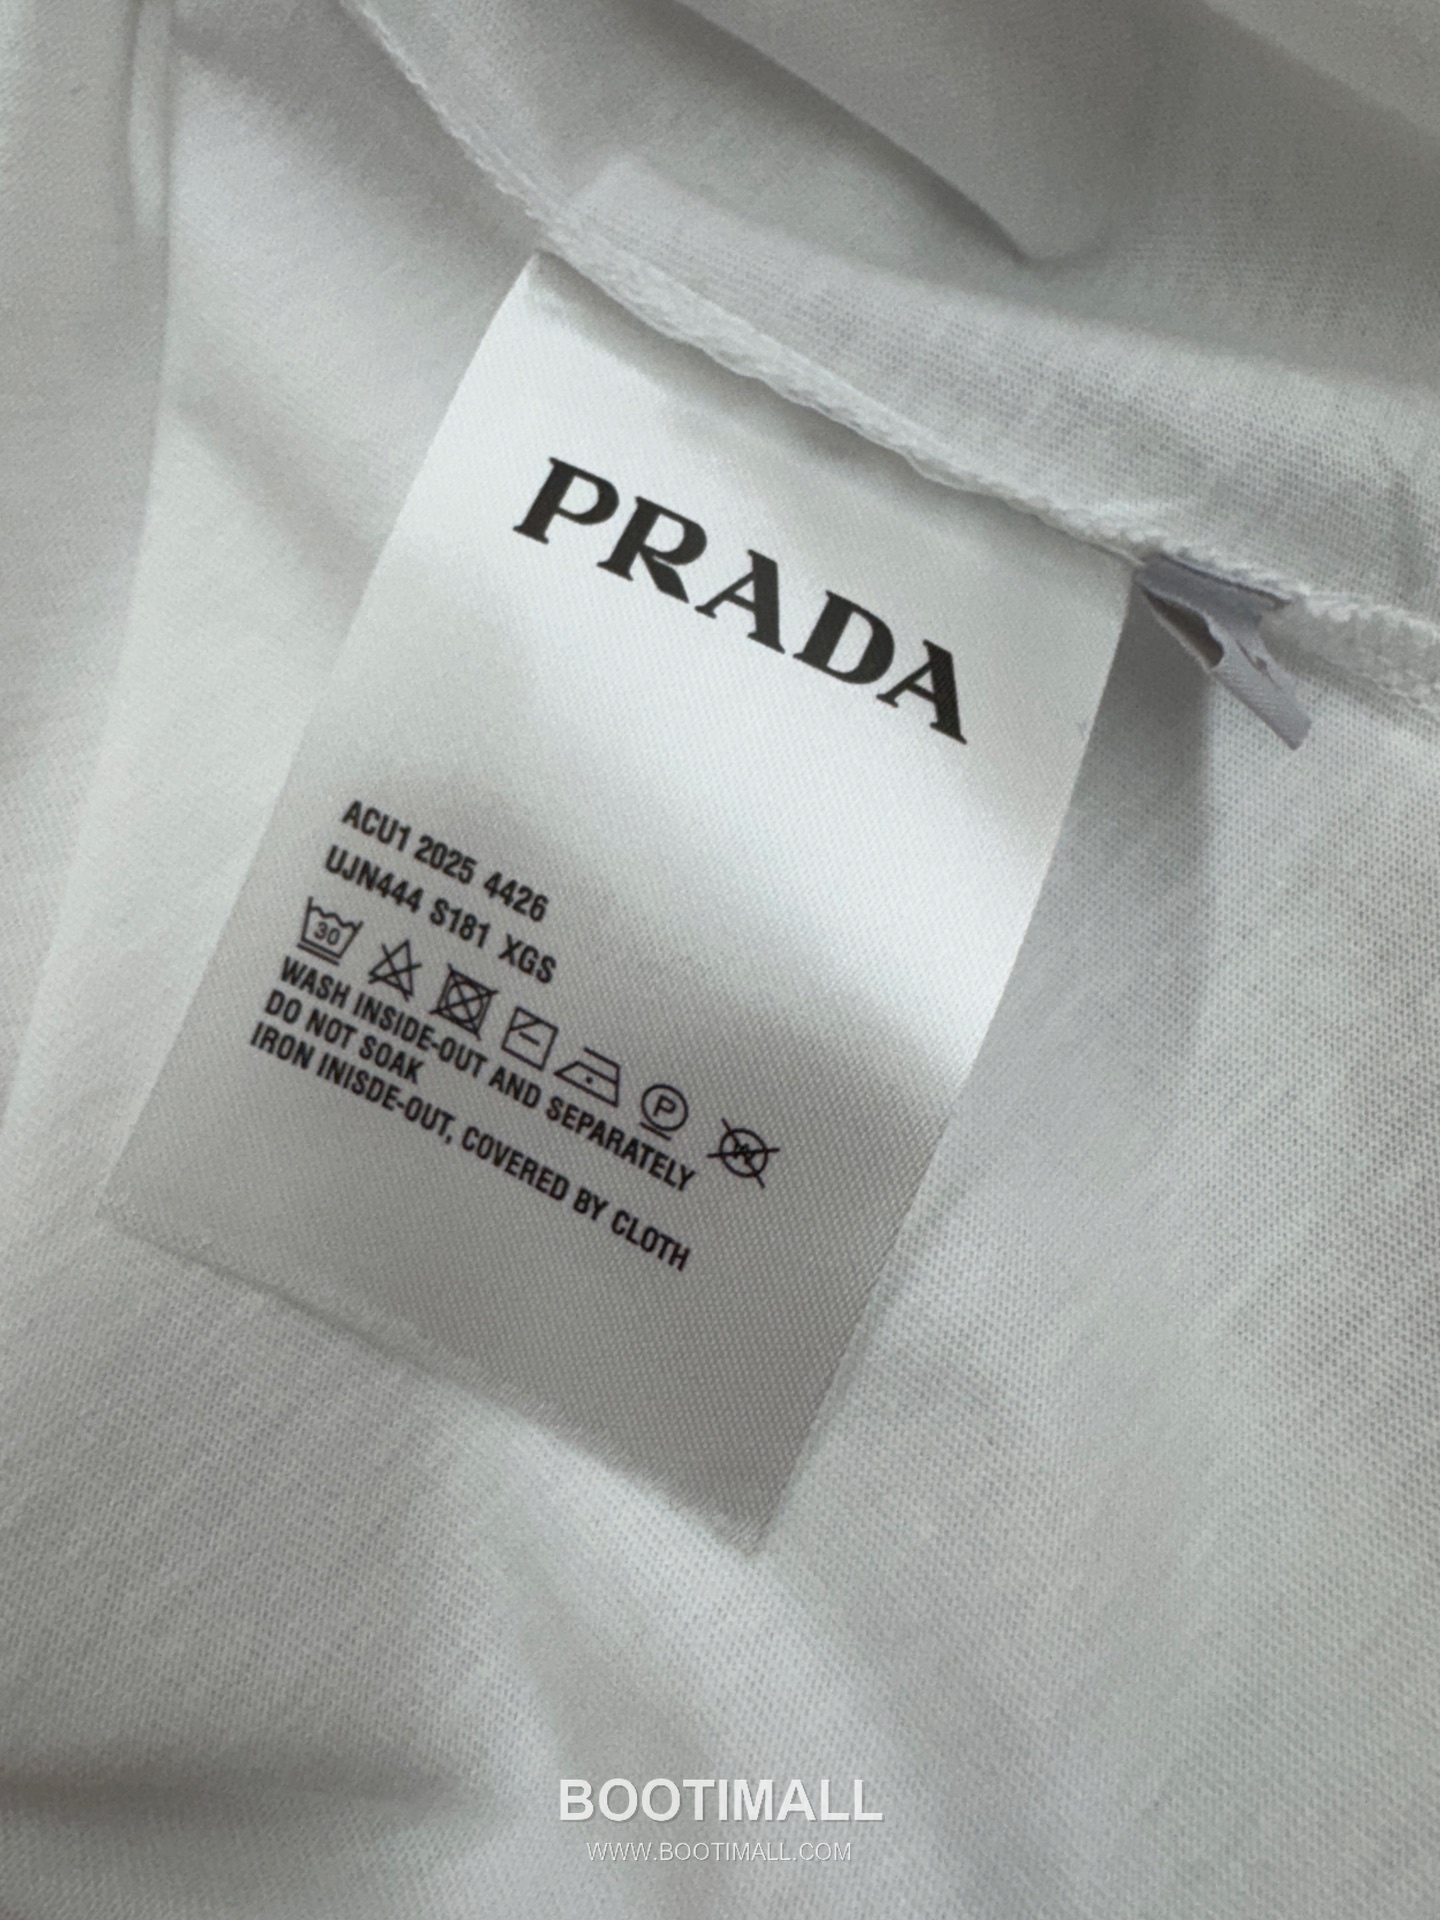 PRADA
ACU1 2025 4426
UJN444 S181 XGS
30
P
W
WASH INSIDE-OUT AND SEPARATELY
DO NOT SOAK
IRON INISDE-OUT, COVERED BY CLOTH
BOOTIMALL
WWW.BOOTIMALL.COM